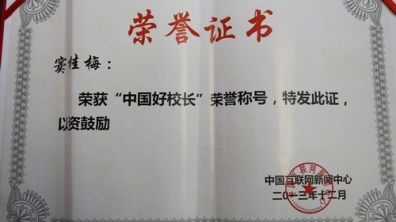 荣誉证书
窦桂梅：
荣获“中国好校长”荣誉称号，特发此证，
以资鼓励
中国互联网新闻中心
二〇一三年十二月